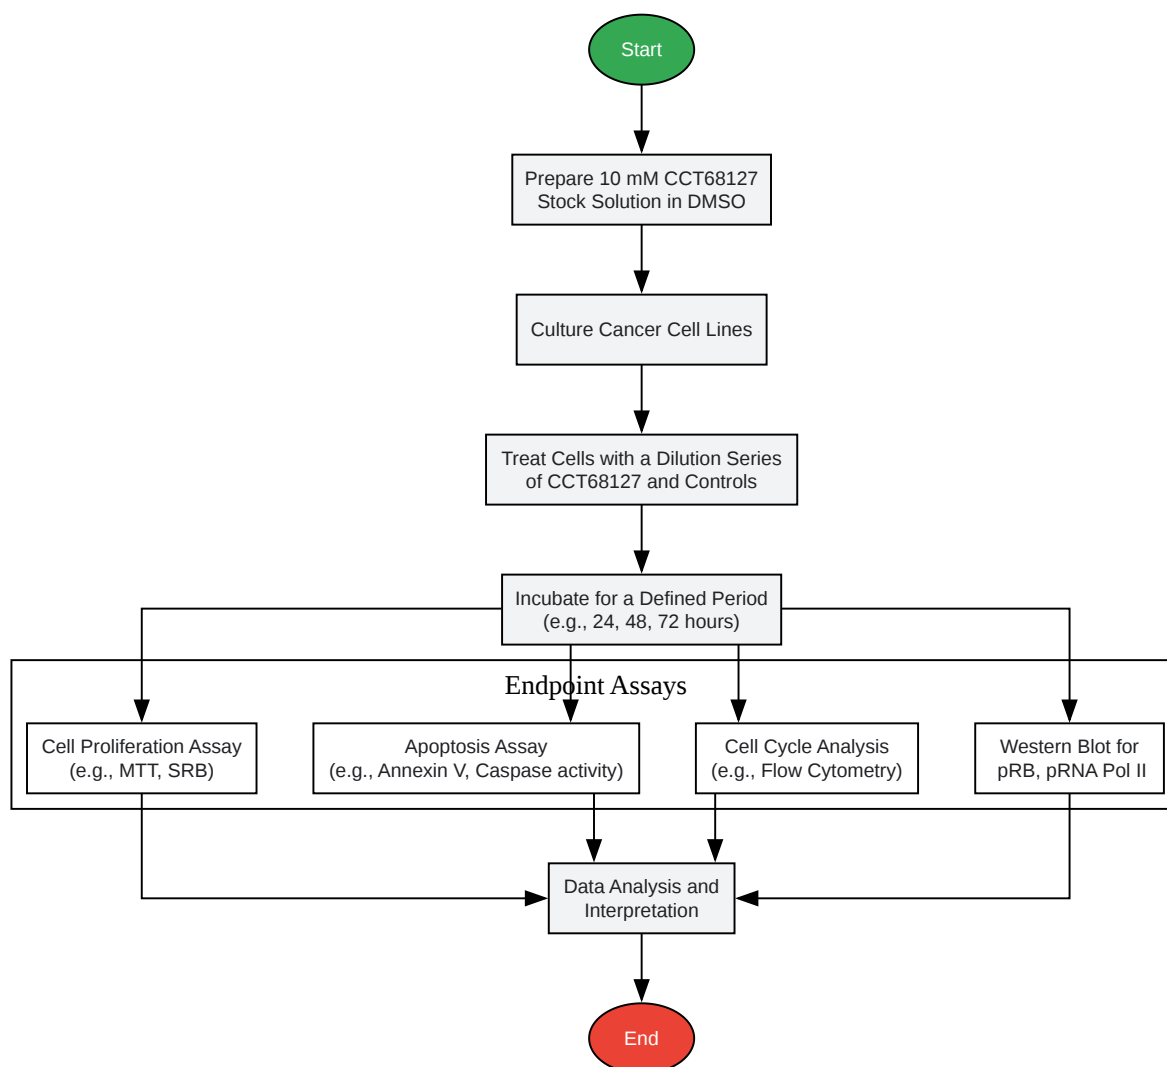 Start
Prepare 10 mM CCT68127
Stock Solution in DMSO
Culture Cancer Cell Lines
Treat Cells with a Dilution Series
of CCT68127 and Controls
Incubate for a Defined Period
(e.g., 24, 48, 72 hours)
Endpoint Assays
Cell Proliferation Assay
(e.g., MTT, SRB)
Apoptosis Assay
(e.g., Annexin V, Caspase activity)
Cell Cycle Analysis
(e.g., Flow Cytometry)
Western Blot for
pRB, pRNA Pol II
Data Analysis and
Interpretation
End